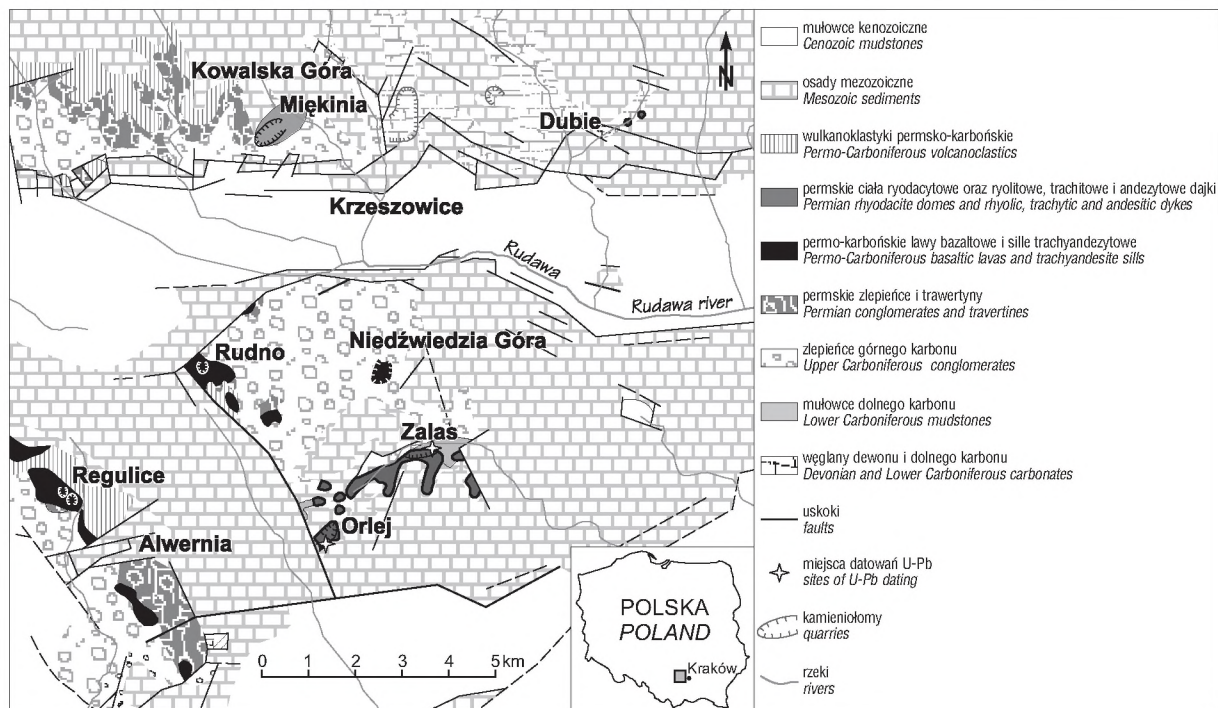 Kowalska Góra
Miękinia
Dubie
N
Krzeszowice
Rudawa
Rudawa river
Niedźwiedzia Góra
Rudno
Zalas
Regulice
Orlej
Alwernia
0 1 2 3 4 5 km
POLSKA
POLAND
Kraków
mułowce kenozoiczne
Cenozoic mudstones
osady mezozoiczne
Mesozoic sediments
wulkanoklastyki permsko-karbońskie
Permo-Carboniferous volcanoclastics
permskie ciała ryodacytowe oraz ryolitowe, trachitowe i andezytowe dajki
Permian rhyodacite domes and rhyolic, trachytic and andesitic dykes
permo-karbońskie lawy bazaltowe i sille trachyandezytowe
Permo-Carboniferous basaltic lavas and trachyandesite sills
permskie zlepieńce i trawertyny
Permian conglomerates and travertines
zlepieńce górnego karbonu
Upper Carboniferous conglomerates
mułowce dolnego karbonu
Lower Carboniferous mudstones
węglany dewonu i dolnego karbonu
Devonian and Lower Carboniferous carbonates
uskoki
faults
miejsca datowań U-Pb
sites of U-Pb dating
kamieniołomy
quarries
rzeki
rivers